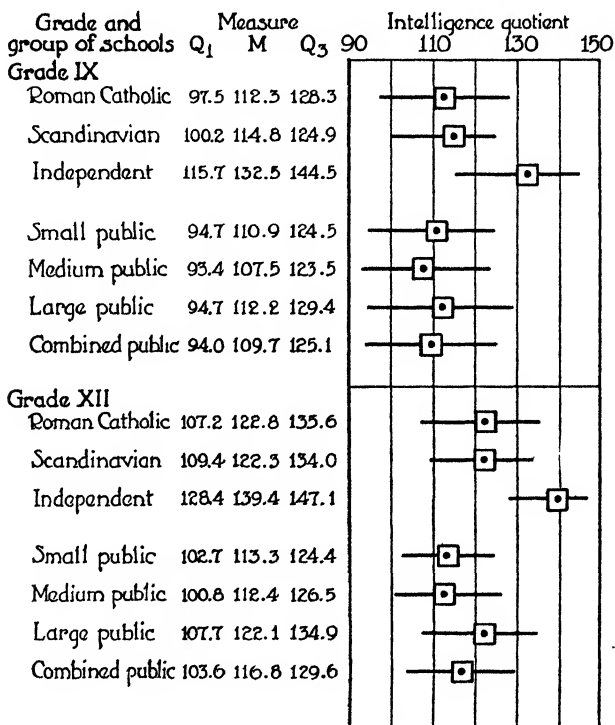 Grade and Measure Intelligence quotient
group of schools Q1 M Q3 90 110 130 150
Grade IX
Roman Catholic 97.5 112.3 128.3
Scandinavian 100.2 114.8 124.9
Independent 115.7 132.5 144.5
Small public 94.7 110.9 124.5
Medium public 93.4 107.5 123.5
Large public 94.7 112.2 129.4
Combined public 94.0 109.7 125.1
Grade XII
Roman Catholic 107.2 122.8 135.6
Scandinavian 109.4 122.3 134.0
Independent 128.4 139.4 147.1
Small public 102.7 113.3 124.4
Medium public 100.8 112.4 126.5
Large public 107.7 122.1 134.9
Combined public 103.6 116.8 129.6